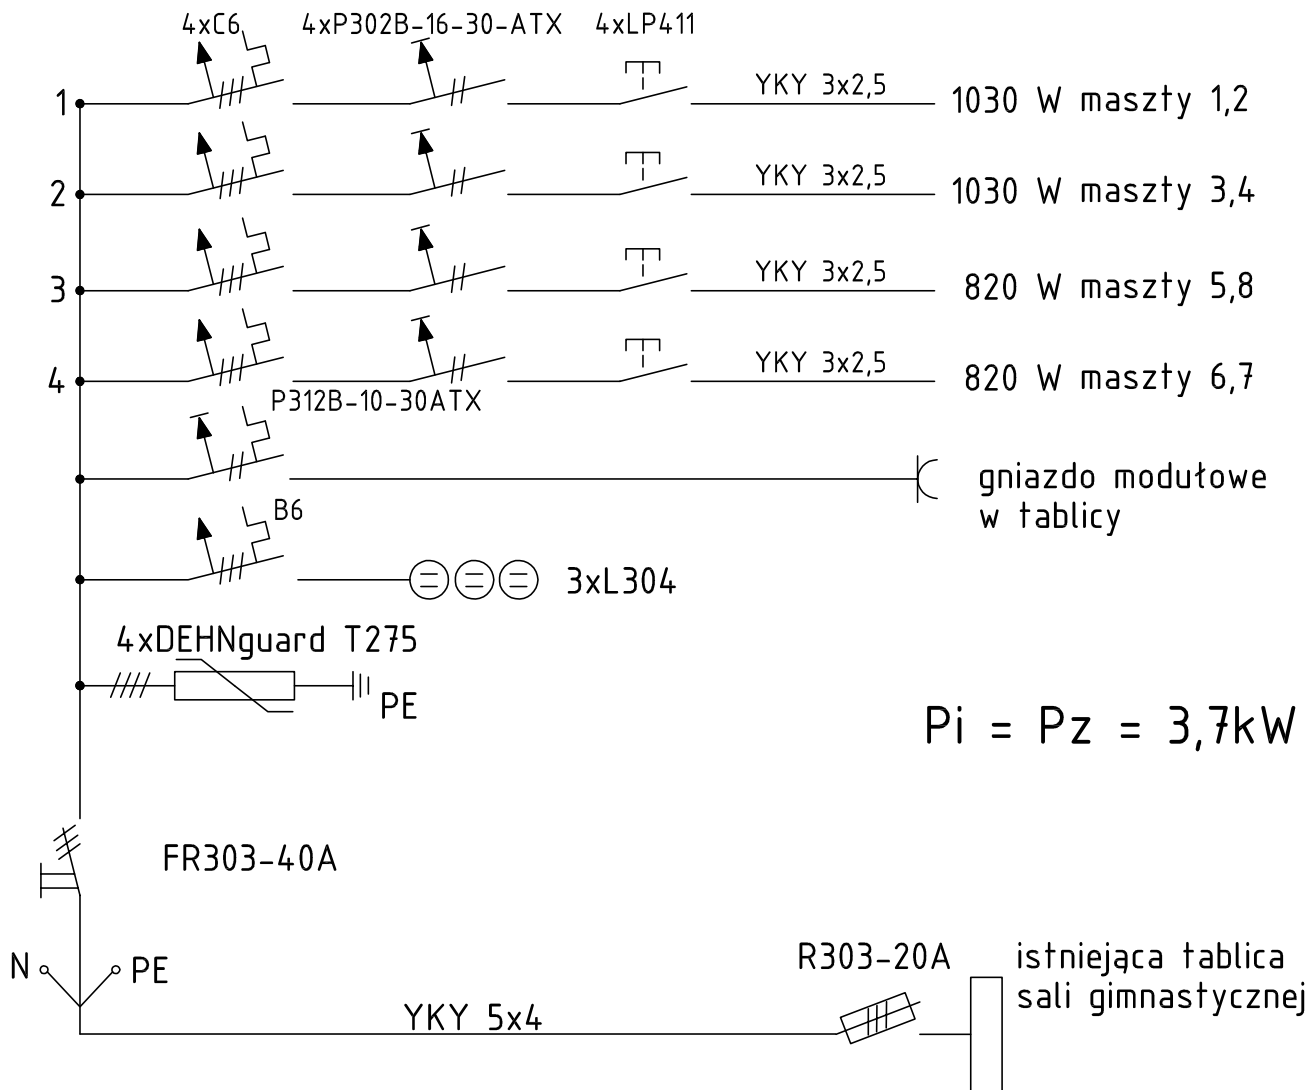 4xC6 4xP302B-16-30-ATX 4xLP411
1 YKY 3x2,5 1030 W maszty 1,2
2 YKY 3x2,5 1030 W maszty 3,4
3 YKY 3x2,5 820 W maszty 5,8
4 YKY 3x2,5 820 W maszty 6,7
P312B-10-30ATX
gniazdo modułowe
w tablicy
B6
3xL304
4xDEHNguard T275
PE
Pi = Pz = 3,7kW
FR303-40A
N PE
R303-20A
istniejąca tablica
sali gimnastycznej
YKY 5x4